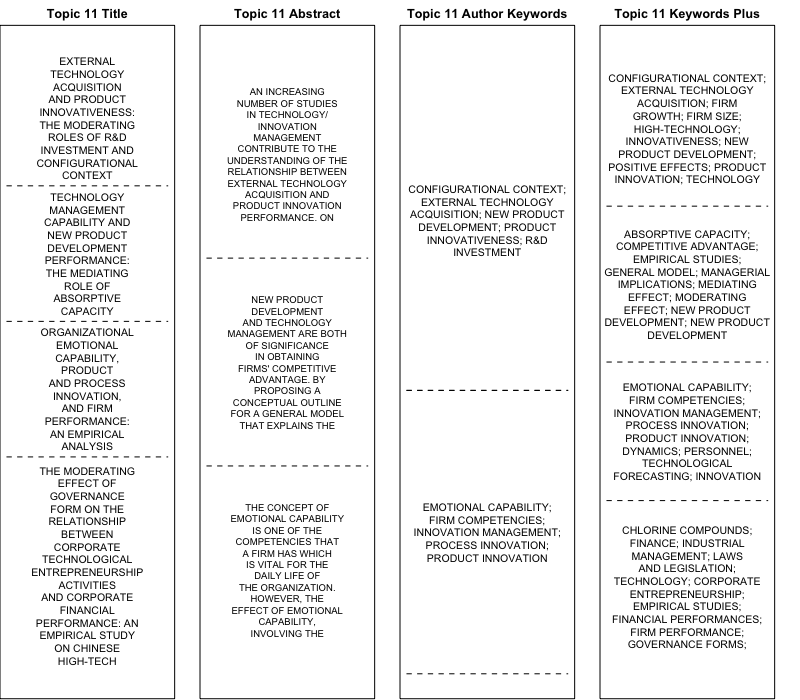 Topic 11 Title
EXTERNAL
TECHNOLOGY
ACQUISITION
AND PRODUCT
INNOVATIVENESS:
THE MODERATING
ROLES OF R&D
INVESTMENT AND
CONFIGURATIONAL
CONTEXT
TECHNOLOGY
MANAGEMENT
CAPABILITY AND
NEW PRODUCT
DEVELOPMENT
PERFORMANCE:
THE MEDIATING
ROLE OF
ABSORPTIVE
CAPACITY
ORGANIZATIONAL
EMOTIONAL
CAPABILITY,
PRODUCT
AND PROCESS
INNOVATION,
AND FIRM
PERFORMANCE:
AN EMPIRICAL
ANALYSIS
THE MODERATING
EFFECT OF
GOVERNANCE
FORM ON THE
RELATIONSHIP
BETWEEN
CORPORATE
TECHNOLOGICAL
ENTREPRENEURSHIP
ACTIVITIES
AND CORPORATE
FINANCIAL
PERFORMANCE: AN
EMPIRICAL STUDY
ON CHINESE
HIGH-TECH
Topic 11 Abstract
AN INCREASING
NUMBER OF STUDIES
IN TECHNOLOGY/
INNOVATION
MANAGEMENT
CONTRIBUTE TO THE
UNDERSTANDING OF THE
RELATIONSHIP BETWEEN
EXTERNAL TECHNOLOGY
ACQUISITION AND
PRODUCT INNOVATION
PERFORMANCE. ON
NEW PRODUCT
DEVELOPMENT
AND TECHNOLOGY
MANAGEMENT ARE BOTH
OF SIGNIFICANCE
IN OBTAINING
FIRMS' COMPETITIVE
ADVANTAGE. BY
PROPOSING A
CONCEPTUAL OUTLINE
FOR A GENERAL MODEL
THAT EXPLAINS THE
THE CONCEPT OF
EMOTIONAL CAPABILITY
IS ONE OF THE
COMPETENCIES THAT
A FIRM HAS WHICH
IS VITAL FOR THE
DAILY LIFE OF
THE ORGANIZATION.
HOWEVER, THE
EFFECT OF EMOTIONAL
CAPABILITY,
INVOLVING THE
Topic 11 Author Keywords
CONFIGURATIONAL CONTEXT;
EXTERNAL TECHNOLOGY
ACQUISITION; NEW PRODUCT
DEVELOPMENT; PRODUCT
INNOVATIVENESS; R&D
INVESTMENT
EMOTIONAL CAPABILITY;
FIRM COMPETENCIES;
INNOVATION MANAGEMENT;
PROCESS INNOVATION;
PRODUCT INNOVATION
Topic 11 Keywords Plus
CONFIGURATIONAL CONTEXT;
EXTERNAL TECHNOLOGY
ACQUISITION; FIRM
GROWTH; FIRM SIZE;
HIGH-TECHNOLOGY;
INNOVATIVENESS; NEW
PRODUCT DEVELOPMENT;
POSITIVE EFFECTS; PRODUCT
INNOVATION; TECHNOLOGY
ABSORPTIVE CAPACITY;
COMPETITIVE ADVANTAGE;
EMPIRICAL STUDIES;
GENERAL MODEL; MANAGERIAL
IMPLICATIONS; MEDIATING
EFFECT; MODERATING
EFFECT; NEW PRODUCT
DEVELOPMENT; NEW PRODUCT
DEVELOPMENT
EMOTIONAL CAPABILITY;
FIRM COMPETENCIES;
INNOVATION MANAGEMENT;
PROCESS INNOVATION;
PRODUCT INNOVATION;
DYNAMICS; PERSONNEL;
TECHNOLOGICAL
FORECASTING; INNOVATION
CHLORINE COMPOUNDS;
FINANCE; INDUSTRIAL
MANAGEMENT; LAWS
AND LEGISLATION;
TECHNOLOGY; CORPORATE
ENTREPRENEURSHIP;
EMPIRICAL STUDIES;
FINANCIAL PERFORMANCES;
FIRM PERFORMANCE;
GOVERNANCE FORMS;